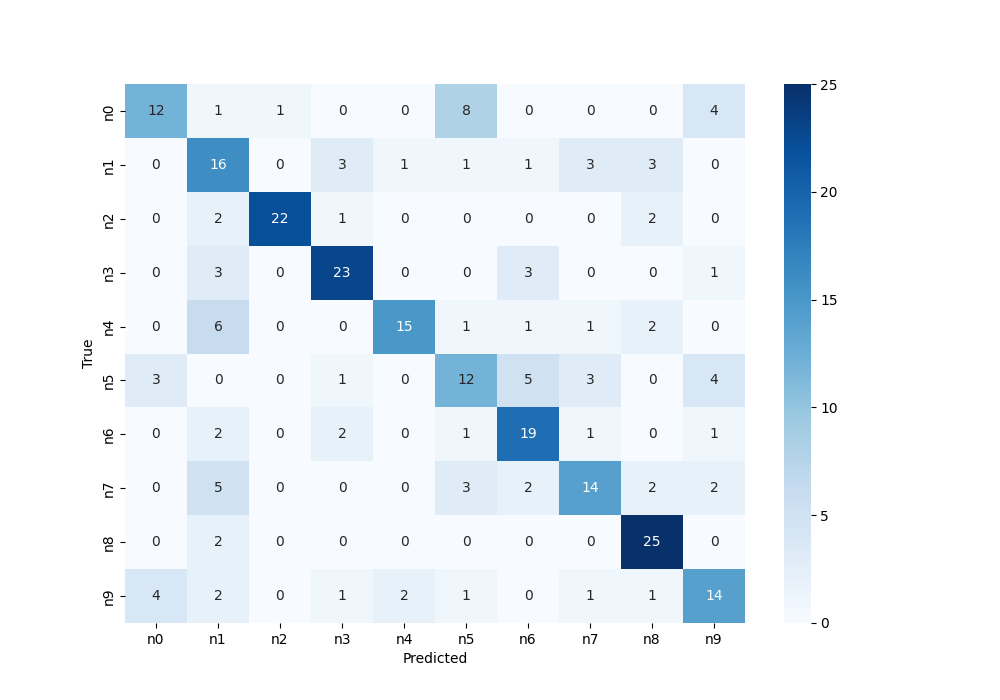 n0 12 1 1 0 0 8 0 0 0 4
n1 0 16 0 3 1 1 1 3 3 0
n2 0 2 22 1 0 0 0 0 2 0
n3 0 3 0 23 0 0 3 0 0 1
n4 0 6 0 0 15 1 1 1 2 0
n5 3 0 0 1 0 12 5 3 0 4
n6 0 2 0 2 0 1 19 1 0 1
n7 0 5 0 0 0 3 2 14 2 2
n8 0 2 0 0 0 0 0 0 25 0
n9 4 2 0 1 2 1 0 1 1 14
n0 n1 n2 n3 n4 n5 n6 n7 n8 n9
Predicted
True
25
20
15
10
5
0